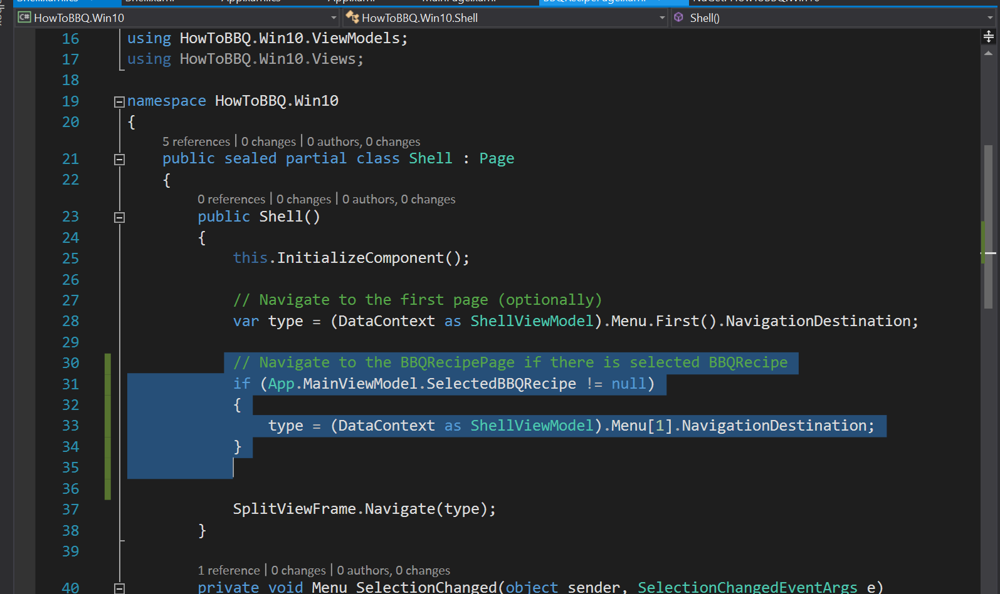 C# HowToBBQ.Win10 HowToBBQ.Win10.Shell Shell()
16 using HowToBBQ.Win10.ViewModels;
17 using HowToBBQ.Win10.Views;
18
19 namespace HowToBBQ.Win10
20 {
5 references | 0 changes | 0 authors, 0 changes
21 public sealed partial class Shell : Page
22 {
0 references | 0 changes | 0 authors, 0 changes
23 public Shell()
24 {
25 this.InitializeComponent();
26
27 // Navigate to the first page (optionally)
28 var type = (DataContext as ShellViewModel).Menu.First().NavigationDestination;
29
30 // Navigate to the BBQRecipePage if there is selected BBQRecipe
31 if (App.MainViewModel.SelectedBBQRecipe != null)
32 {
33 type = (DataContext as ShellViewModel).Menu[1].NavigationDestination;
34 }
35
36
37 SplitViewFrame.Navigate(type);
38 }
39
1 reference | 0 changes | 0 authors, 0 changes
40 private void Menu_SelectionChanged(object sender, SelectionChangedEventArgs e)